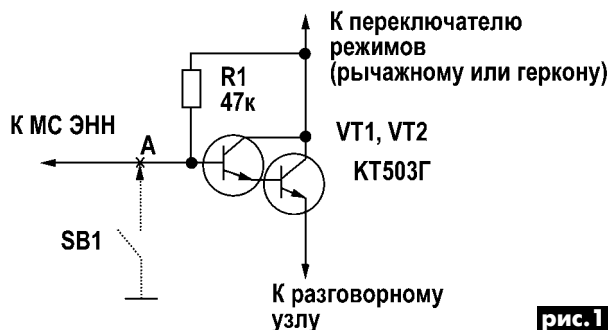 К переключателю
режимов
(рычажному или геркону)
R1
47к
К МС ЭНН
А
VT1, VT2
КТ503Г
SB1
К разговорному
узлу
рис.1